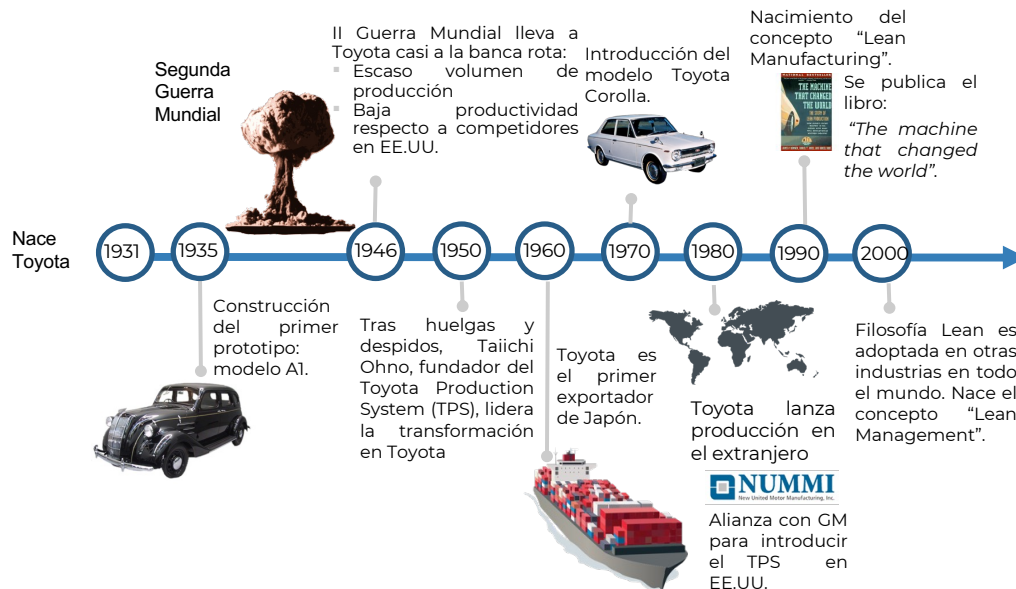 Segunda
Guerra
Mundial
II Guerra Mundial lleva a
Toyota casi a la banca rota:
Escaso volumen de
producción
Baja productividad
respecto a competidores
en EE.UU.
Introducción del
modelo Toyota
Corolla.
Nacimiento del
concepto “Lean
Manufacturing”.
THE MACHINE
THAT CHANGED
THE WORLD
Se publica el
libro:
“The machine
that changed
the world”.
Nace
Toyota
1931
1935
1946
1950
1960
1970
1980
1990
2000
Construcción
del primer
prototipo:
modelo A1.
Tras huelgas y
despidos, Taiichi
Ohno, fundador del
Toyota Production
System (TPS), lidera
la transformación
en Toyota
Toyota es
el primer
exportador
de Japón.
Toyota lanza
producción en
el extranjero
NUMMI
New United Motor Manufacturing, Inc.
Alianza con GM
para introducir
el TPS en
EE.UU.
Filosofía Lean es
adoptada en otras
industrias en todo
el mundo. Nace el
concepto “Lean
Management”.